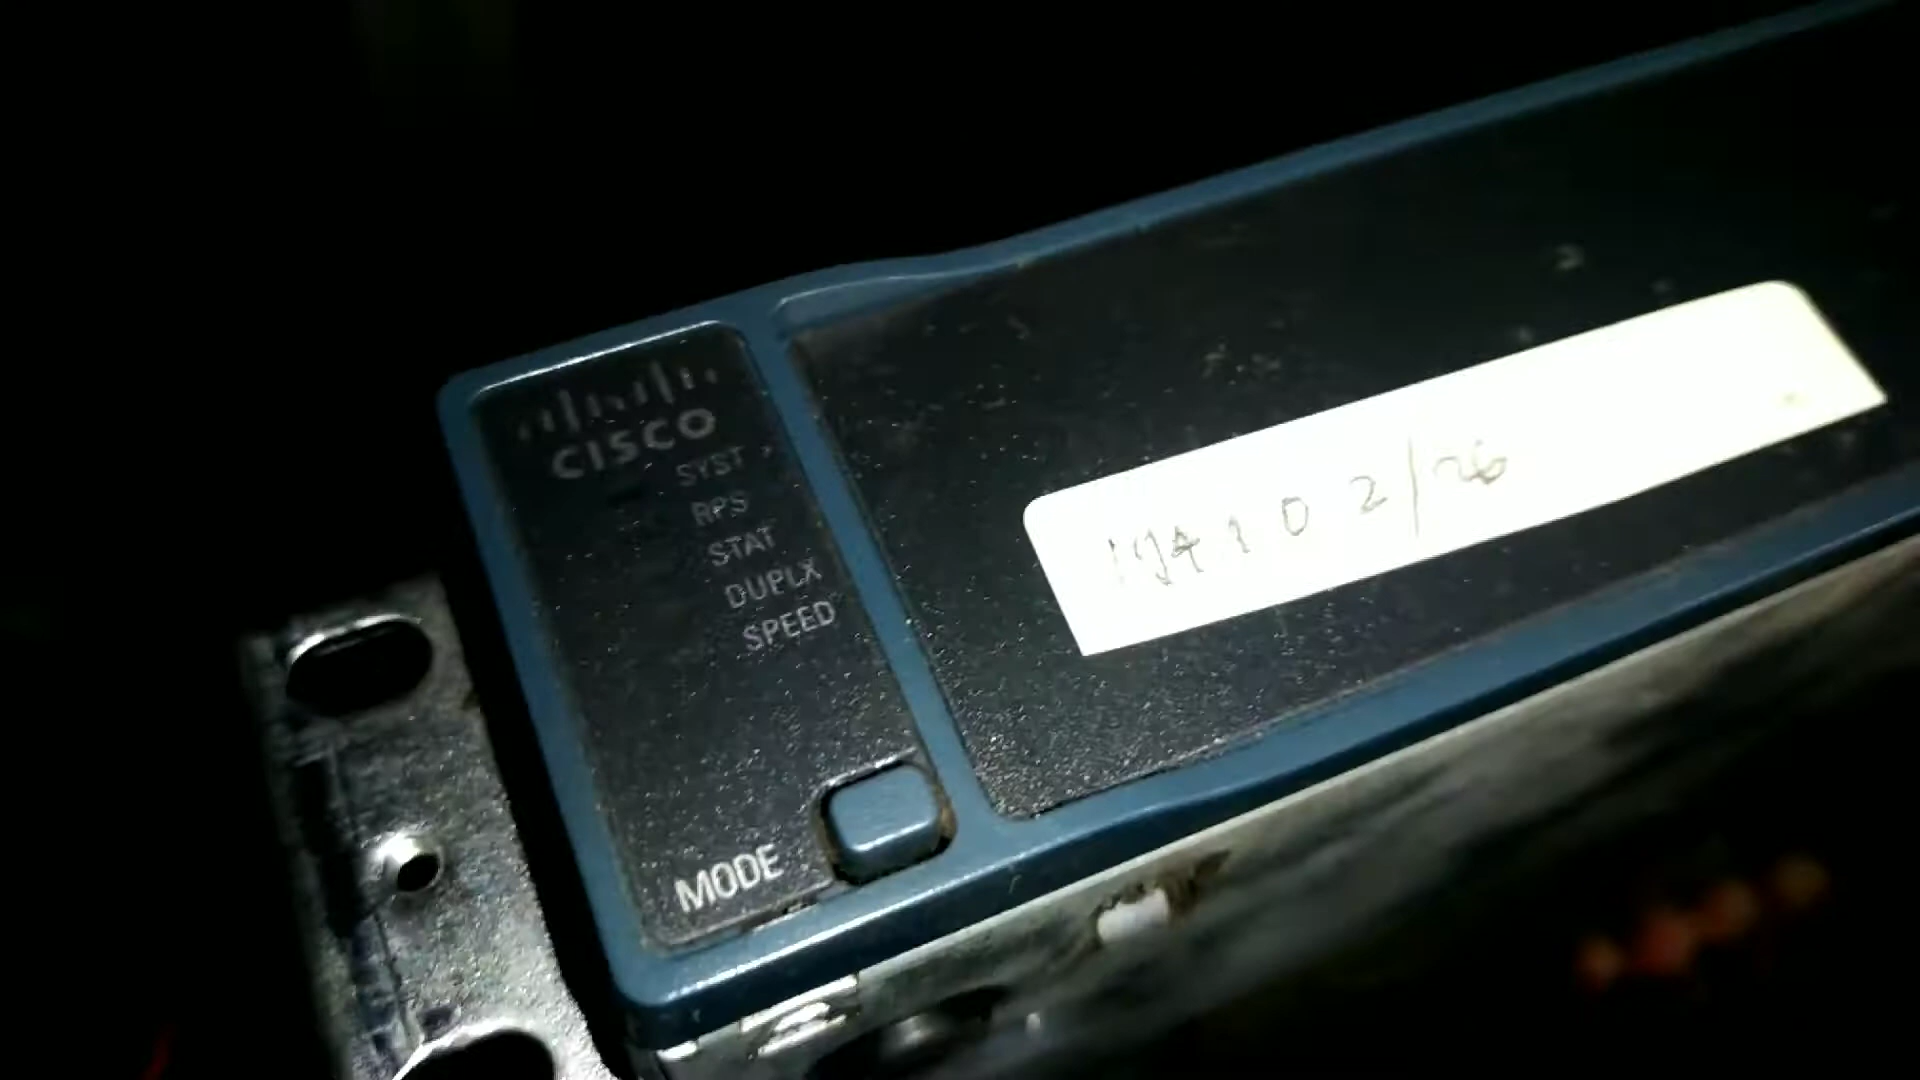 CISCO
SYST
RPS
STAT
DUPLX
SPEED
MODE